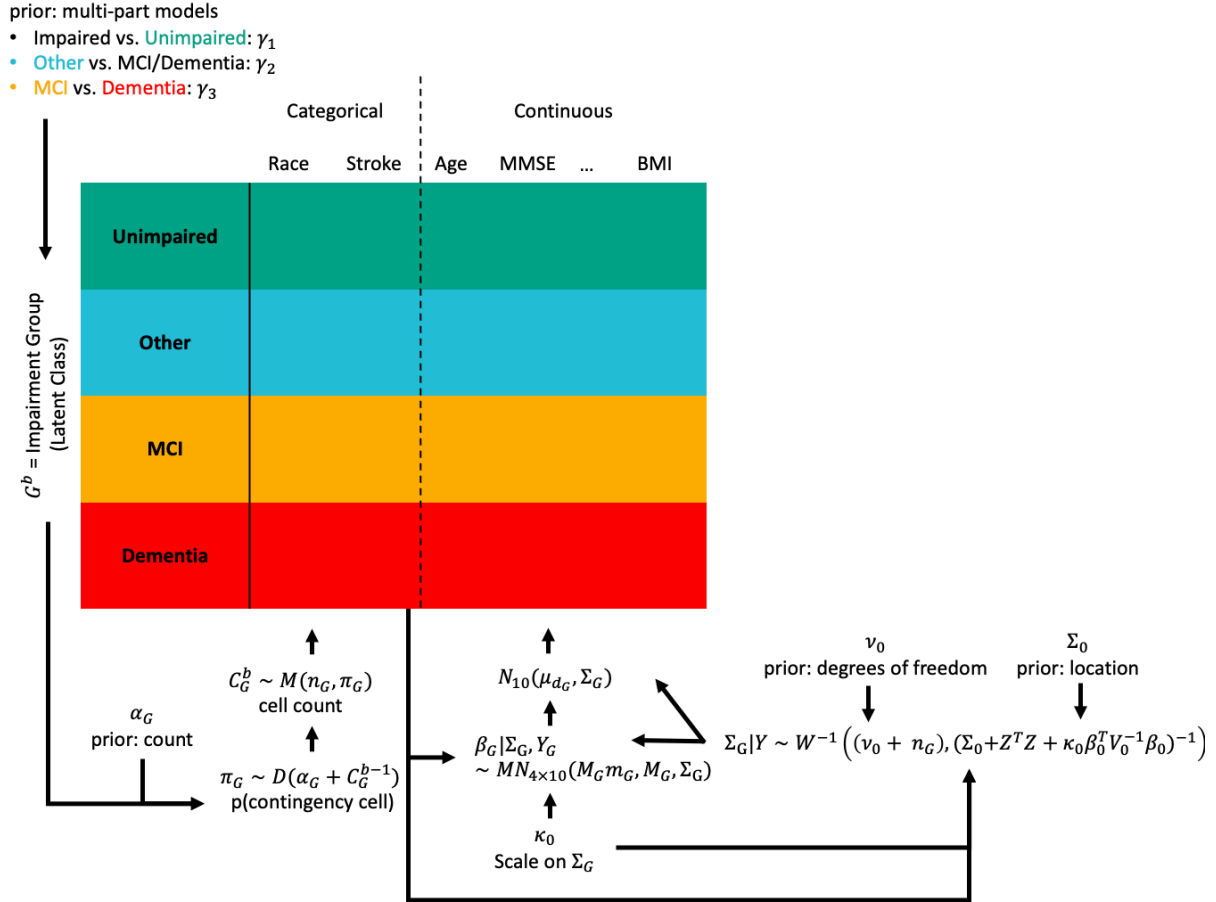 prior: multi-part models
• Impaired vs. Unimpaired: γ₁
• Other vs. MCI/Dementia: γ₂
• MCI vs. Dementia: γ₃
Categorical
Continuous
Race
Stroke
Age
MMSE
...
BMI
Unimpaired
Other
MCI
Dementia
G^b = Impairment Group
(Latent Class)
α_G
prior: count
C_G^b ~ M(n_G, π_G)
cell count
π_G ~ D(α_G + C_G^{b−1})
p(contingency cell)
N₁₀(μ_{d_G}, Σ_G)
β_G|Σ_G, Y_G
~ MN_{4×10}(M_G m_G, M_G, Σ_G)
κ₀
Scale on Σ_G
ν₀
prior: degrees of freedom
Σ₀
prior: location
Σ_G|Y ~ W^{−1}((ν₀ + n_G), (Σ₀+Z^T Z + κ₀β₀^T V₀^{−1}β₀)^{−1})